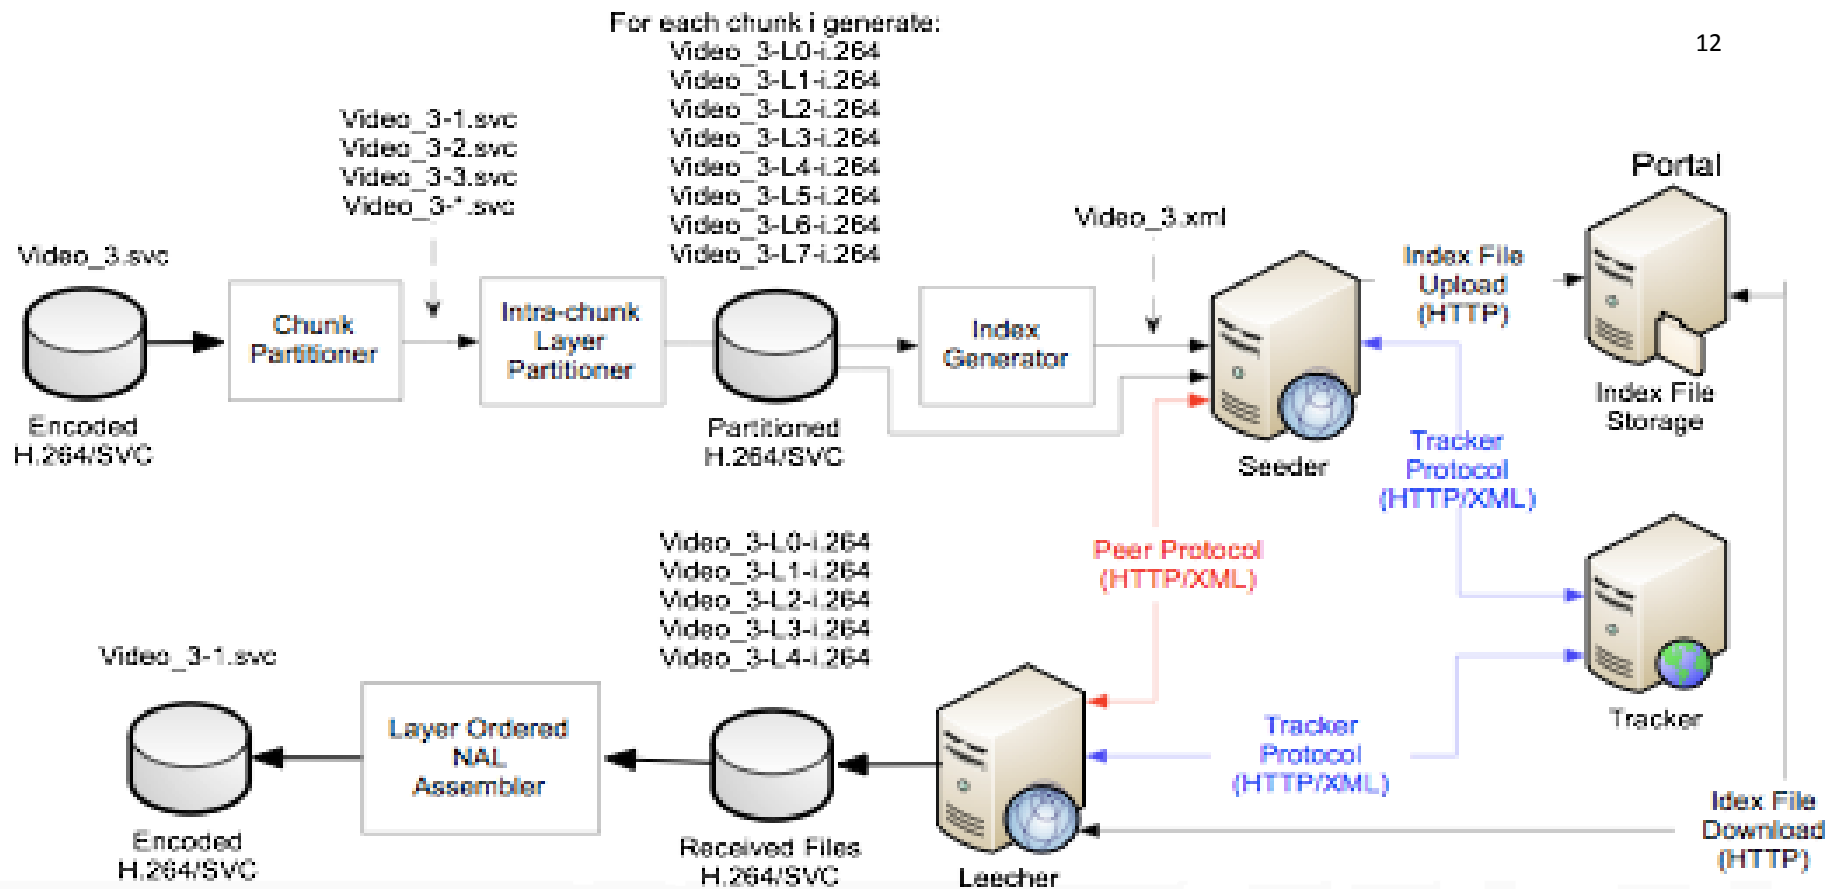 12
For each chunk i generate:
Video_3-L0-i.264
Video_3-L1-i.264
Video_3-L2-i.264
Video_3-L3-i.264
Video_3-L4-i.264
Video_3-L5-i.264
Video_3-L6-i.264
Video_3-L7-i.264
Video_3-1.svc
Video_3-2.svc
Video_3-3.svc
Video_3-*.svc
Video_3.svc
Encoded
H.264/SVC
Chunk
Partitioner
Intra-chunk
Layer
Partitioner
Partitioned
H.264/SVC
Index
Generator
Video_3.xml
Seeder
Index File
Upload
(HTTP)
Portal
Index File
Storage
Tracker
Protocol
(HTTP/XML)
Peer Protocol
(HTTP/XML)
Tracker
Video_3-L0-i.264
Video_3-L1-i.264
Video_3-L2-i.264
Video_3-L3-i.264
Video_3-L4-i.264
Video_3-1.svc
Encoded
H.264/SVC
Layer Ordered
NAL
Assembler
Received Files
H.264/SVC
Leecher
Tracker
Protocol
(HTTP/XML)
Idex File
Download
(HTTP)